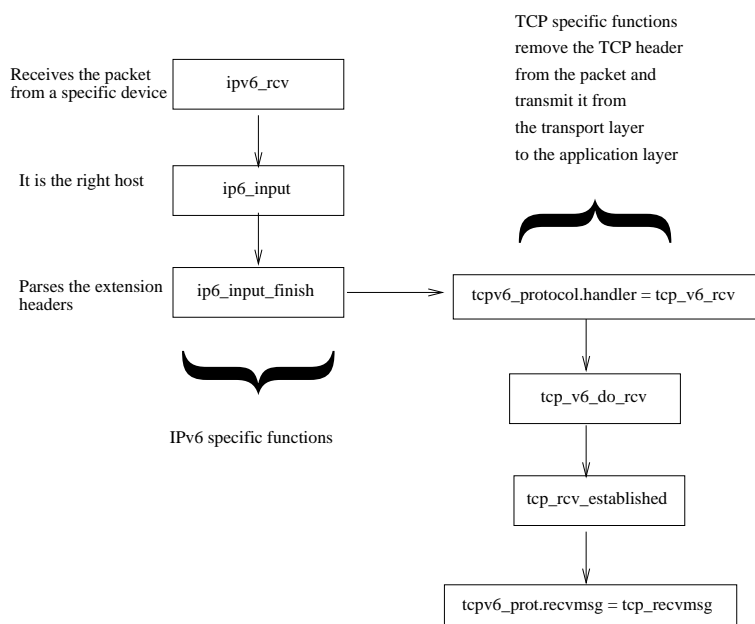 TCP specific functions
remove the TCP header
from the packet and
transmit it from
the transport layer
to the application layer
Receives the packet
from a specific device
ipv6_rcv
It is the right host
ip6_input
Parses the extension
headers
ip6_input_finish
tcpv6_protocol.handler = tcp_v6_rcv
IPv6 specific functions
tcp_v6_do_rcv
tcp_rcv_established
tcpv6_prot.recvmsg = tcp_recvmsg